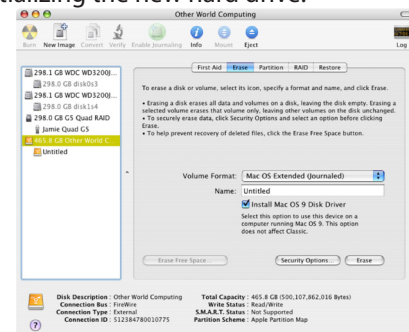 initializing the new hard drive.
Other World Computing
Burn New Image Convert Verify Enable Journaling Info Mount Eject Log
First Aid Erase Partition RAID Restore
298.1 GB WDC WD3200J...
298.0 GB disk0s3
298.1 GB WDC WD3200J...
298.0 GB disk1s4
298.0 GB G5 Quad RAID
Jamie Quad G5
465.8 GB Other World C...
Untitled
To erase a disk or volume, select its icon, specify a format and name, and click Erase.
• Erasing a disk erases all data and volumes on a disk, leaving the disk empty. Erasing a
selected volume erases that volume only, leaving other volumes on the disk unchanged.
• To securely erase data, click Security Options and select an option before clicking
Erase.
• To help prevent recovery of deleted files, click the Erase Free Space button.
Volume Format: Mac OS Extended (Journaled)
Name: Untitled
Install Mac OS 9 Disk Driver
Select this option to use this device on a
computer running Mac OS 9. This option
does not affect Classic.
Erase Free Space... Security Options... Erase
Disk Description : Other World Computing Total Capacity : 465.8 GB (500,107,862,016 Bytes)
Connection Bus : FireWire Write Status : Read/Write
Connection Type : External S.M.A.R.T. Status : Not Supported
Connection ID : 512384780010775 Partition Scheme : Apple Partition Map
?